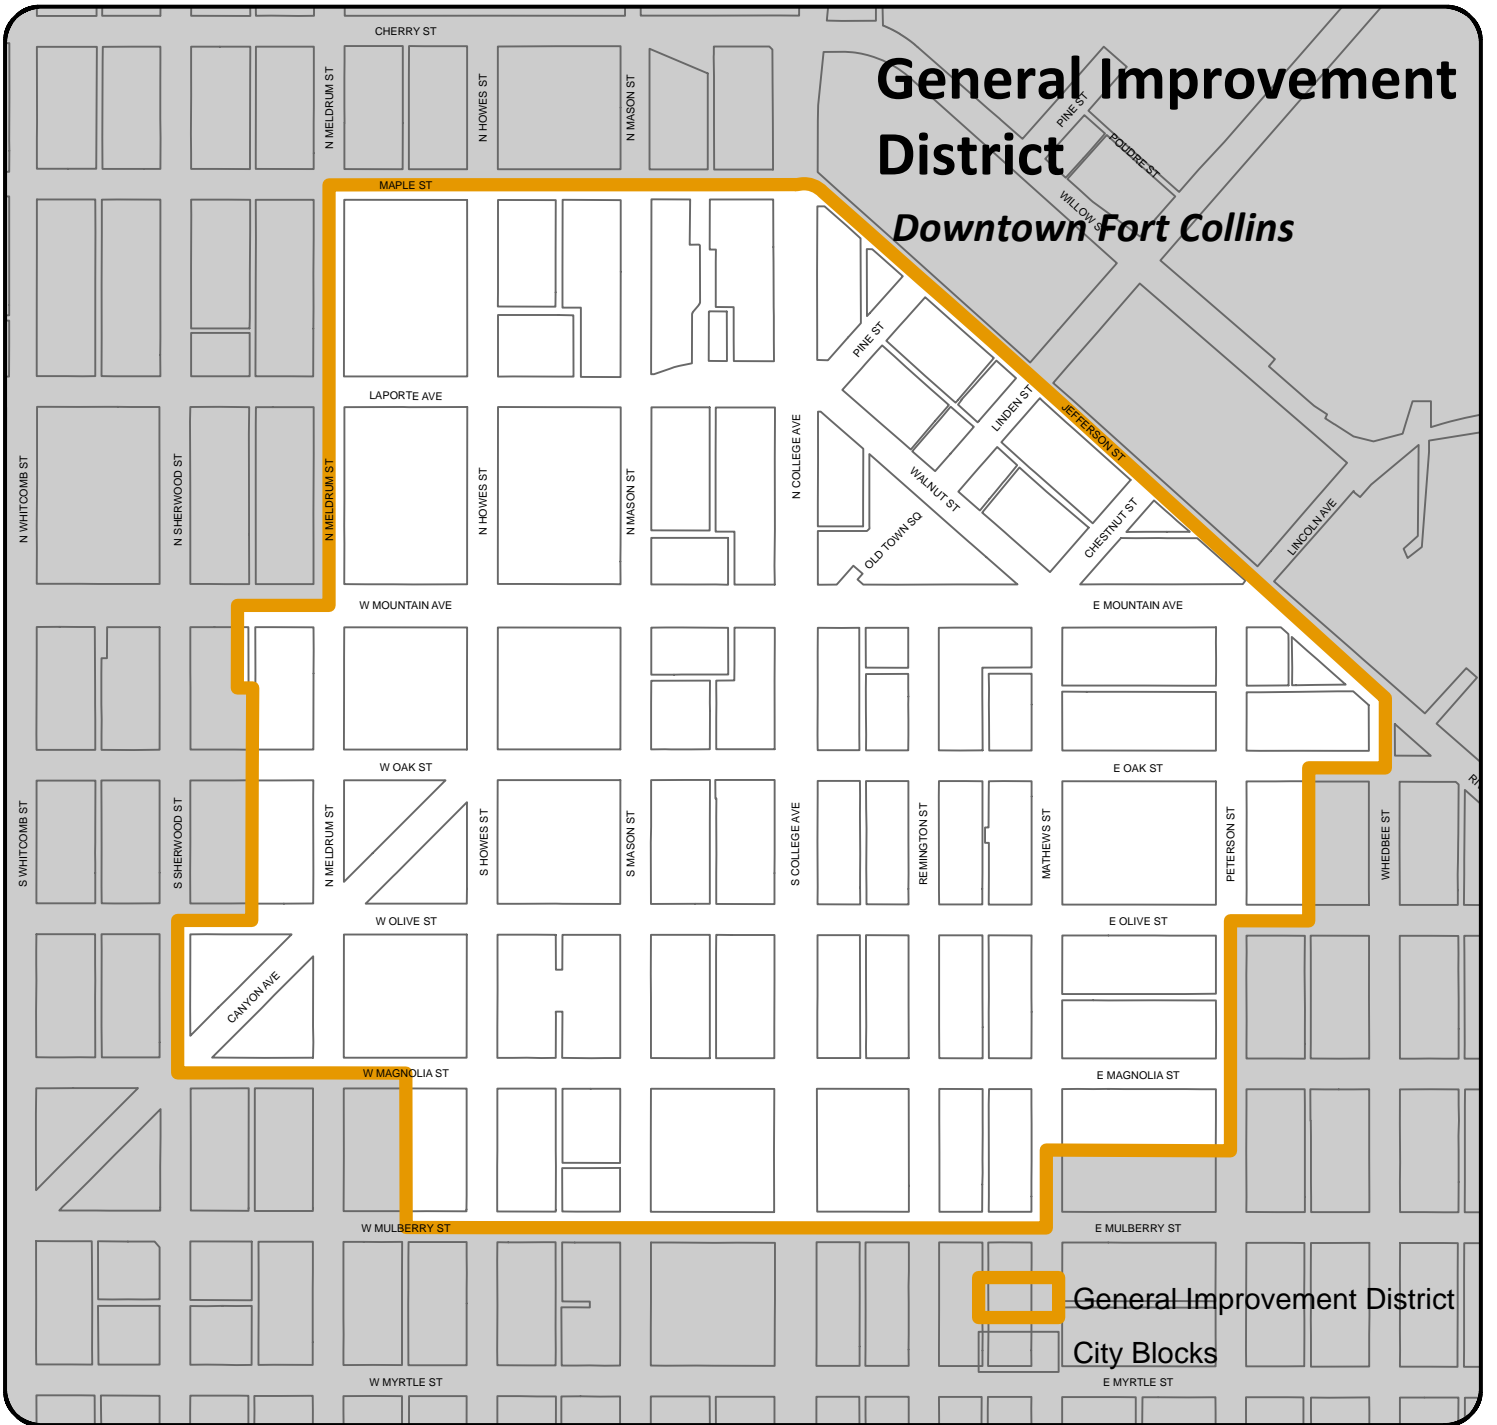 General Improvement
District
Downtown Fort Collins
CHERRY ST
N MELDRUM ST
N HOWES ST
N MASON ST
PINE ST
POUDRE ST
WILLOW S
MAPLE ST
PINE ST
LAPORTE AVE
LINDEN ST
JEFFERSON ST
N WHITCOMB ST
N SHERWOOD ST
N MELDRUM ST
N HOWES ST
N MASON ST
N COLLEGE AVE
WALNUT ST
OLD TOWN SQ
CHESTNUT ST
LINCOLN AVE
W MOUNTAIN AVE
E MOUNTAIN AVE
W OAK ST
E OAK ST
RI
S WHITCOMB ST
S SHERWOOD ST
N MELDRUM ST
S HOWES ST
S MASON ST
S COLLEGE AVE
REMINGTON ST
MATHEWS ST
PETERSON ST
WHEDBEE ST
W OLIVE ST
E OLIVE ST
CANYON AVE
W MAGNOLIA ST
E MAGNOLIA ST
W MULBERRY ST
E MULBERRY ST
General Improvement District
City Blocks
W MYRTLE ST
E MYRTLE ST